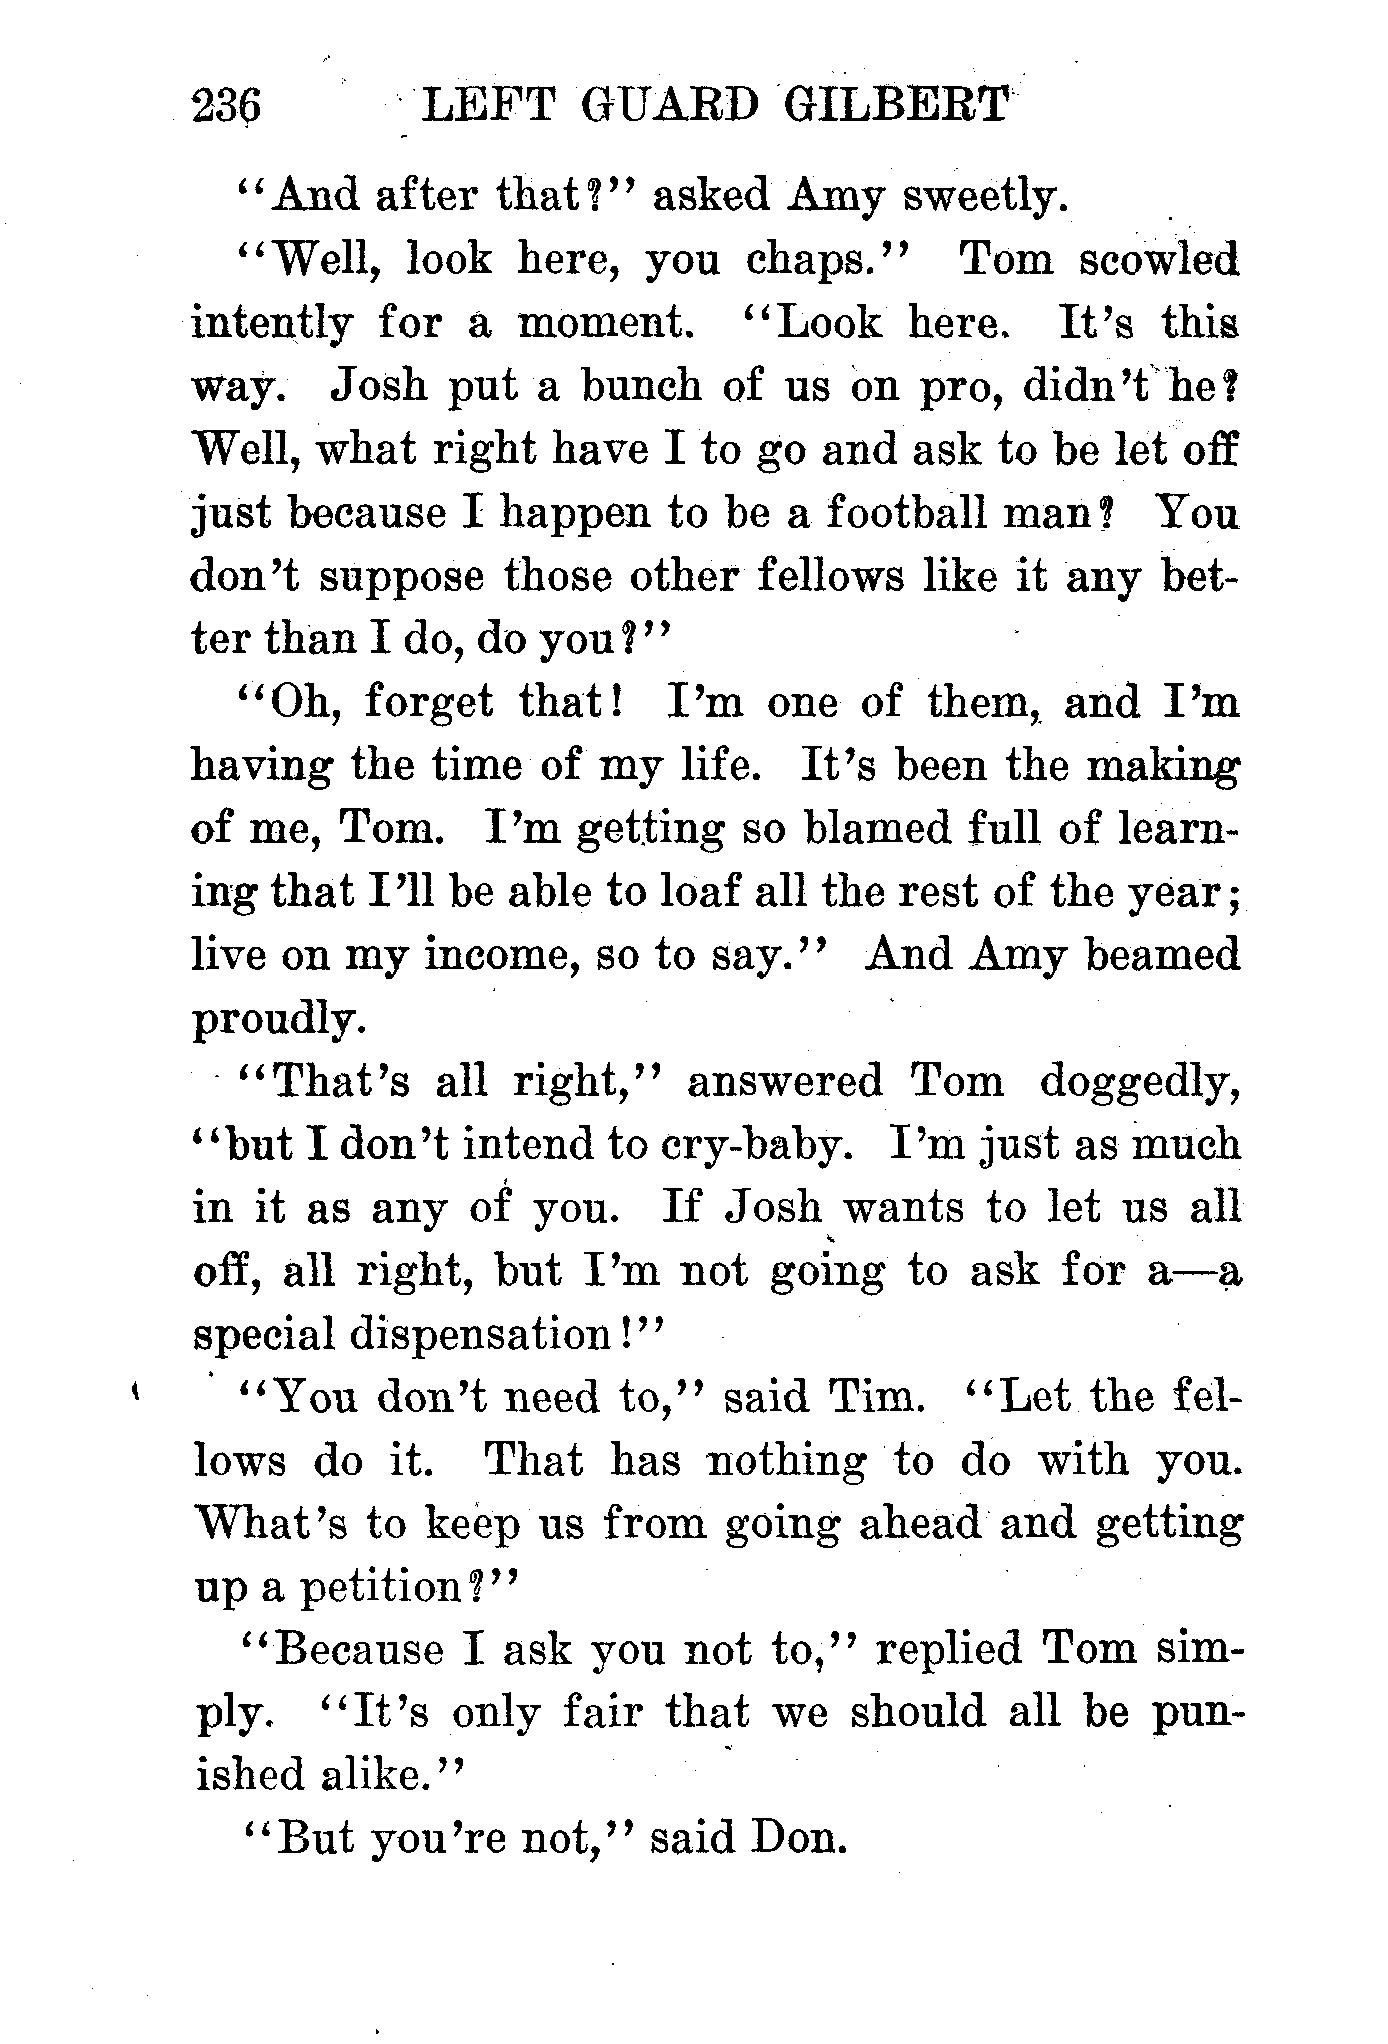 236 LEFT GUARD GILBERT
"And after that?" asked Amy sweetly.
"Well, look here, you chaps." Tom scowled
intently for a moment. "Look here. It's this
way. Josh put a bunch of us on pro, didn't he?
Well, what right have I to go and ask to be let off
just because I happen to be a football man? You
don't suppose those other fellows like it any bet-
ter than I do, do you?"
"Oh, forget that! I'm one of them, and I'm
having the time of my life. It's been the making
of me, Tom. I'm getting so blamed full of learn-
ing that I'll be able to loaf all the rest of the year;
live on my income, so to say." And Amy beamed
proudly.
"That's all right," answered Tom doggedly,
"but I don't intend to cry-baby. I'm just as much
in it as any of you. If Josh wants to let us all
off, all right, but I'm not going to ask for a—a
special dispensation!"
"You don't need to," said Tim. "Let the fel-
lows do it. That has nothing to do with you.
What's to keep us from going ahead and getting
up a petition?"
"Because I ask you not to," replied Tom sim-
ply. "It's only fair that we should all be pun-
ished alike."
"But you're not," said Don.